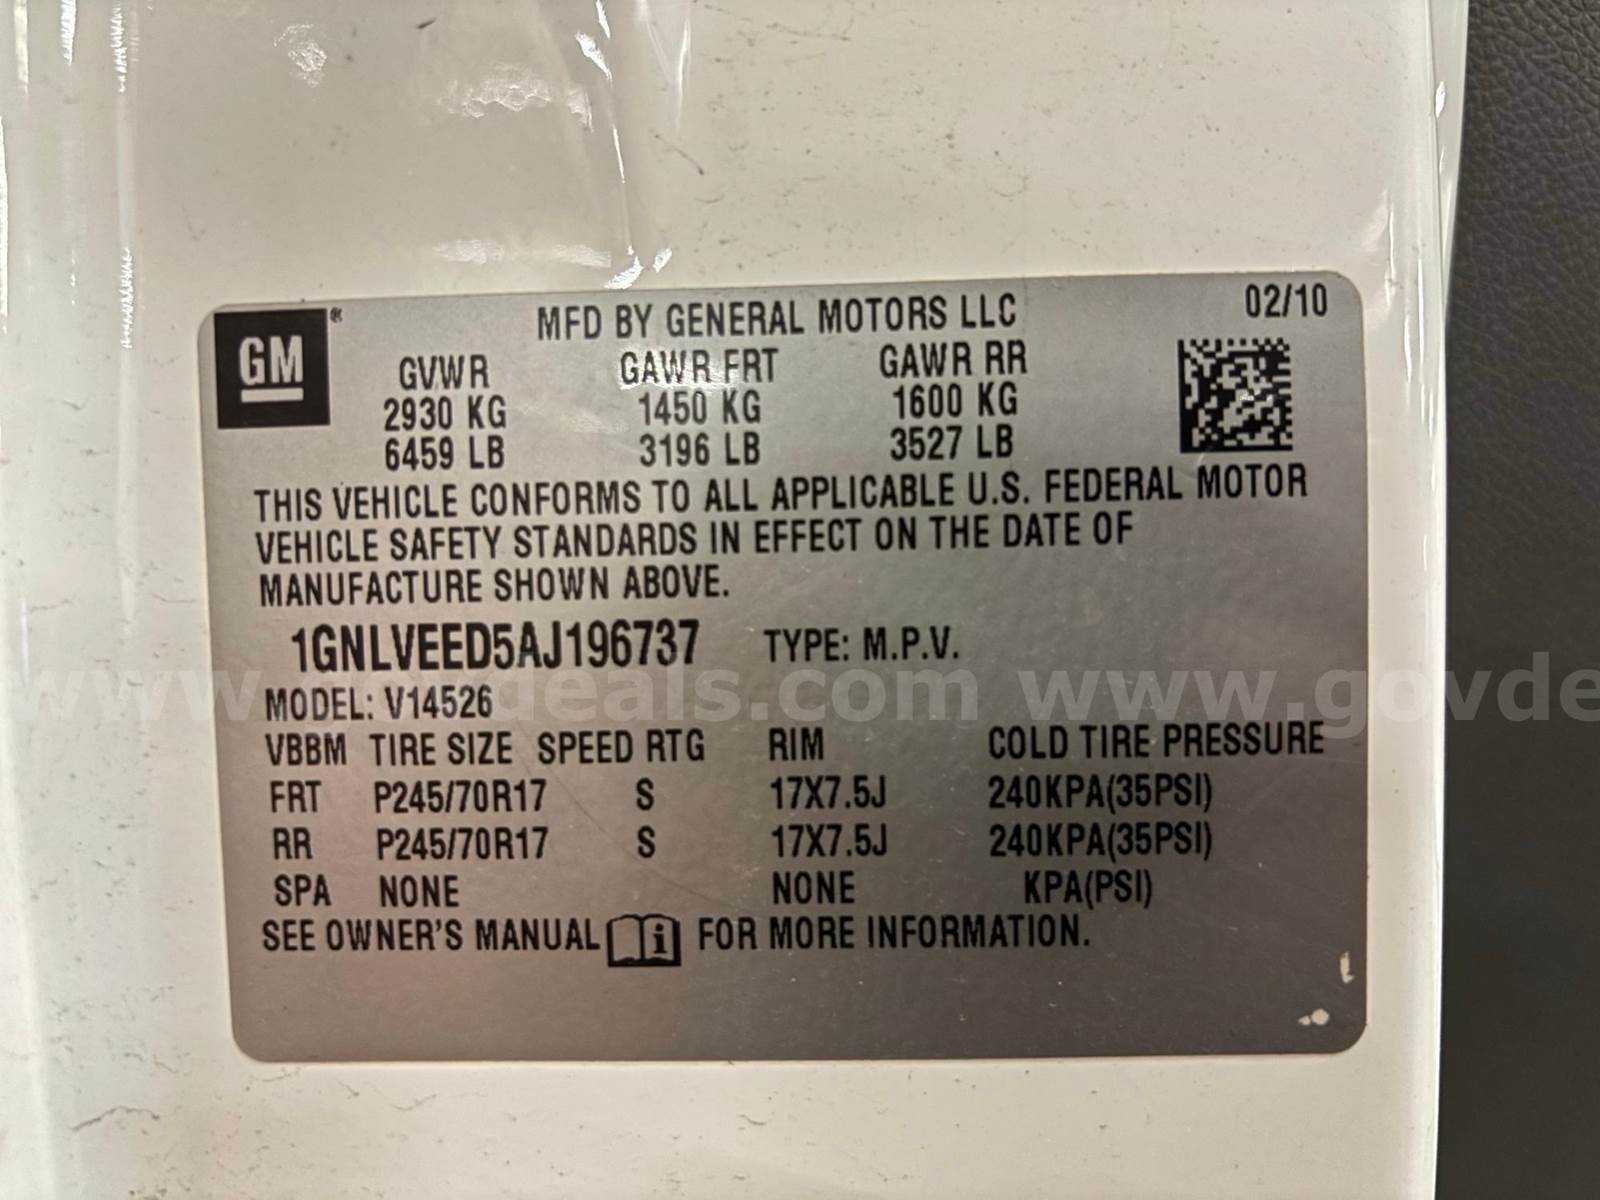 GM® MFD BY GENERAL MOTORS LLC 02/10
GVWR GAWR FRT GAWR RR
2930 KG 1450 KG 1600 KG
6459 LB 3196 LB 3527 LB
THIS VEHICLE CONFORMS TO ALL APPLICABLE U.S. FEDERAL MOTOR
VEHICLE SAFETY STANDARDS IN EFFECT ON THE DATE OF
MANUFACTURE SHOWN ABOVE.
1GNLVEED5AJ196737 TYPE: M.P.V.
www.govdeals.com www.govde
MODEL: V14526
VBBM TIRE SIZE SPEED RTG RIM COLD TIRE PRESSURE
FRT P245/70R17 S 17X7.5J 240KPA(35PSI)
RR P245/70R17 S 17X7.5J 240KPA(35PSI)
SPA NONE NONE KPA(PSI)
SEE OWNER'S MANUAL i FOR MORE INFORMATION.